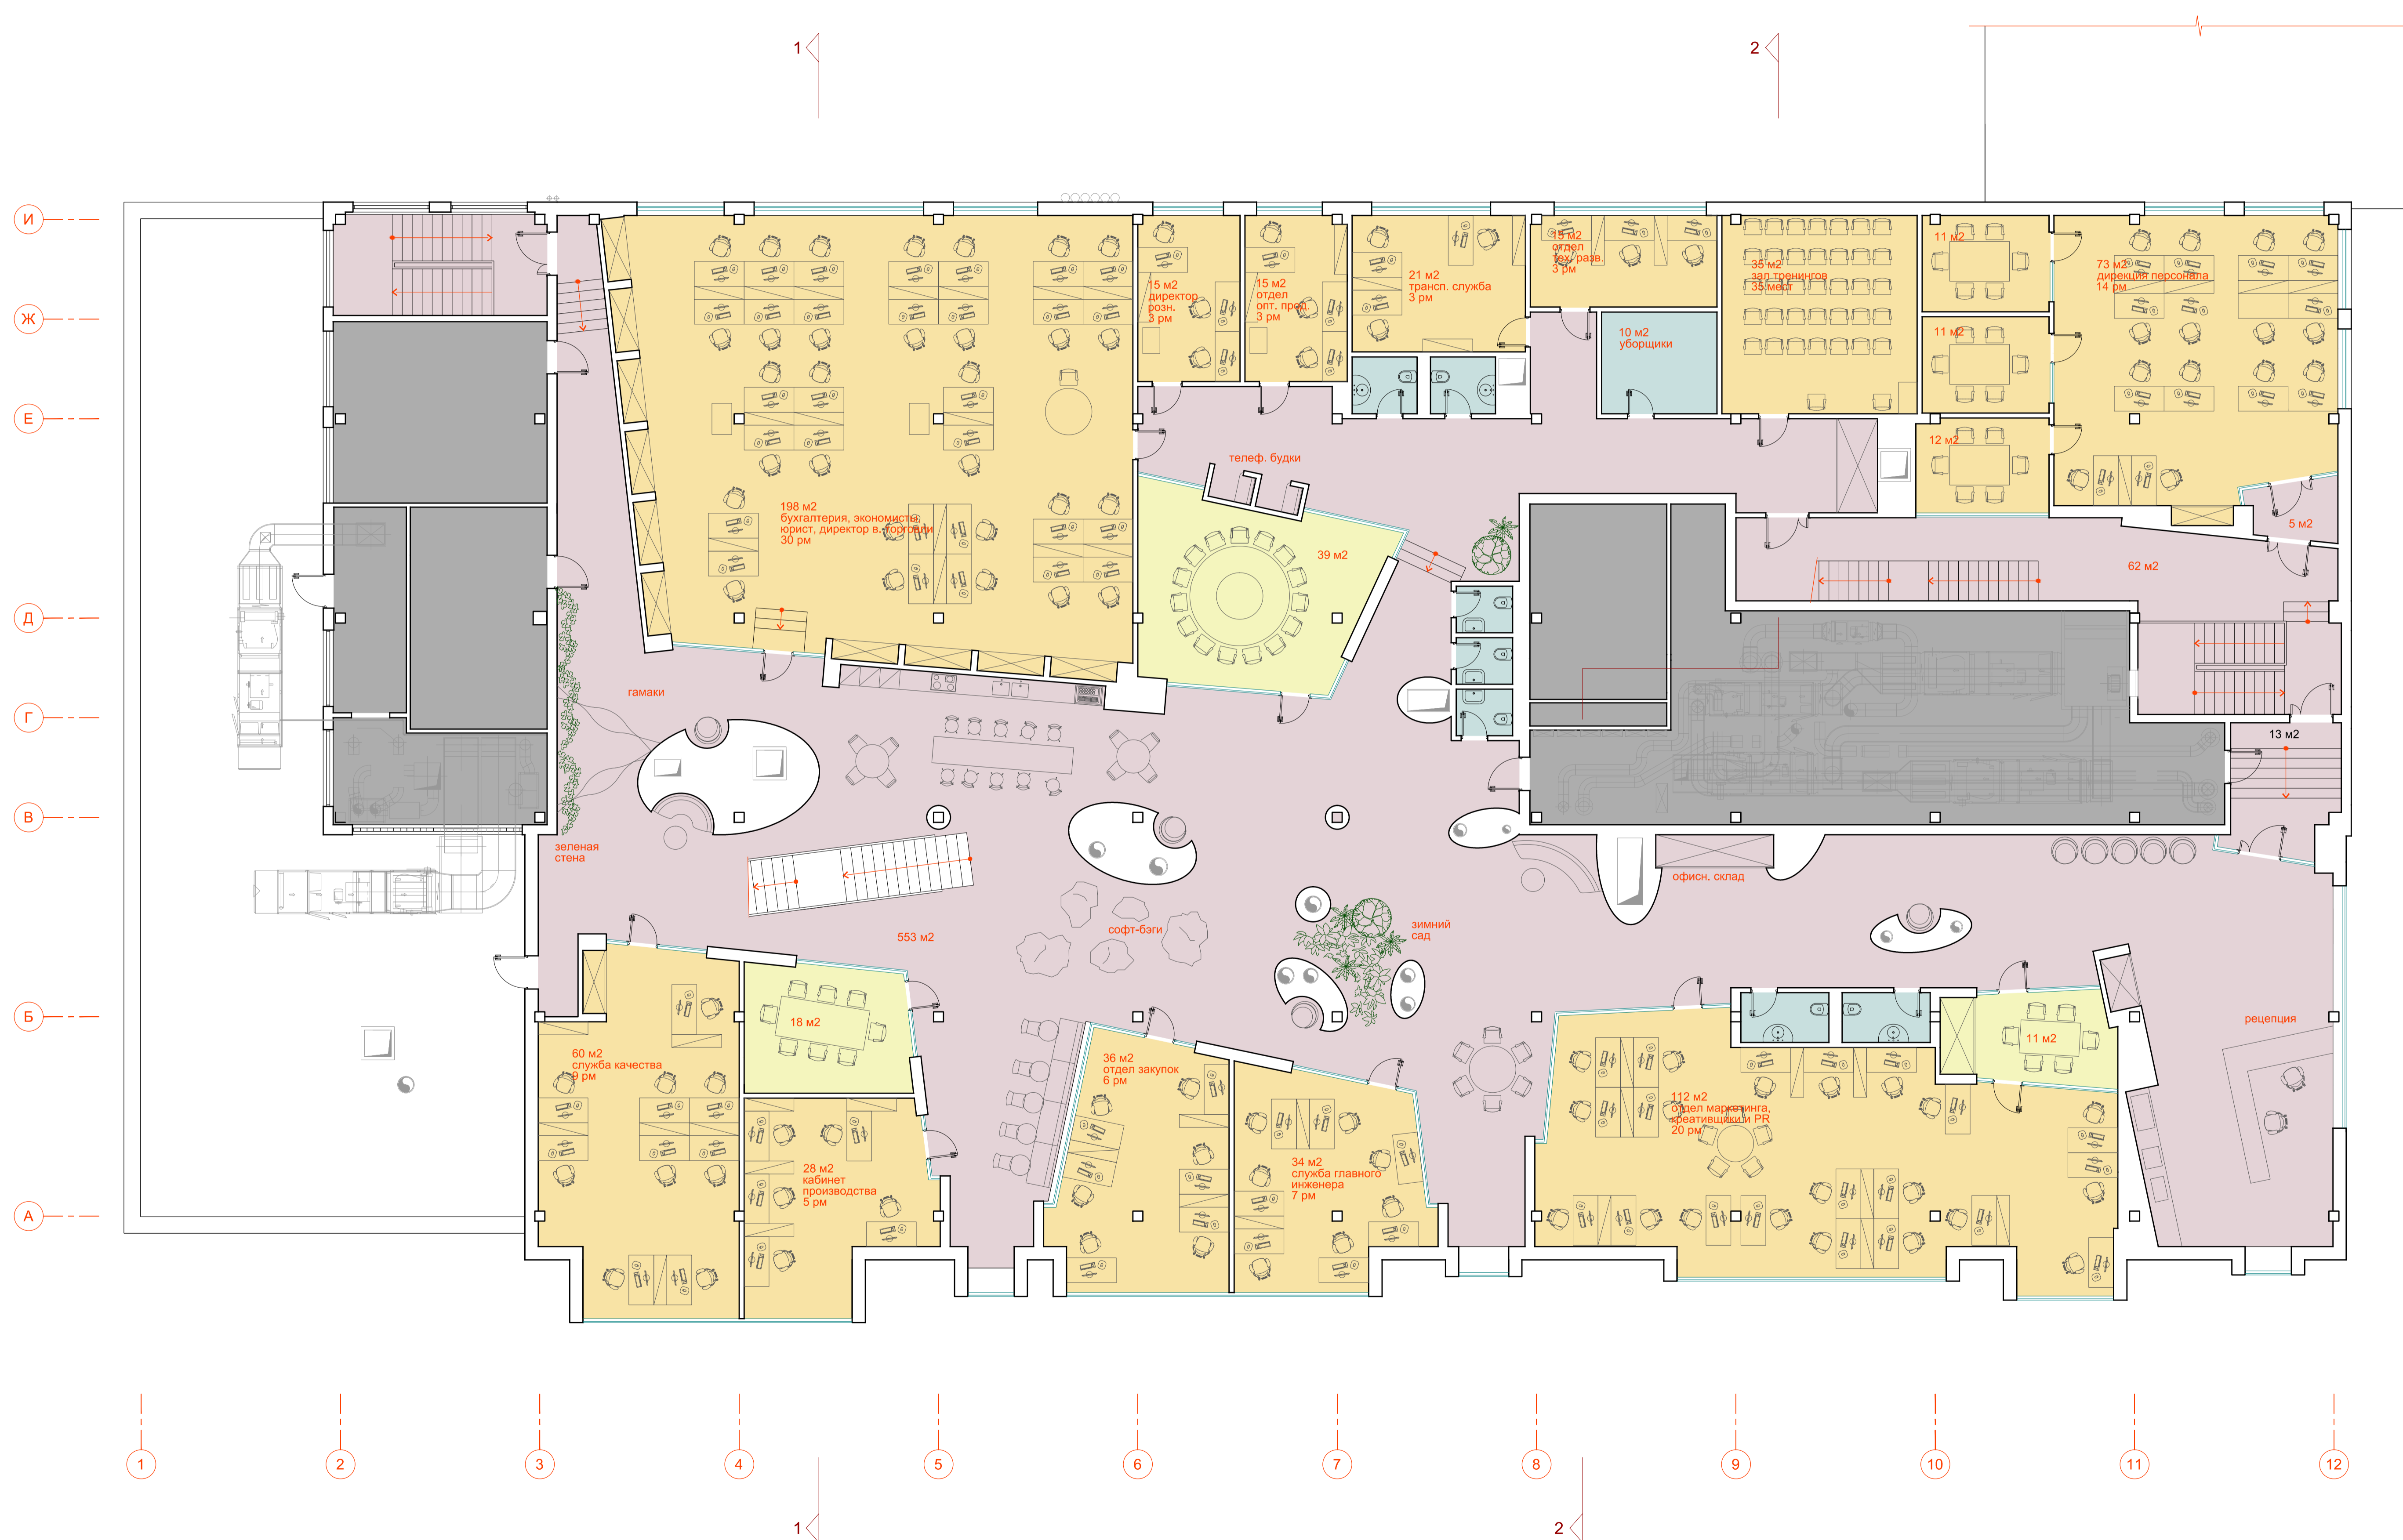 1
2
И
Ж
Е
Д
Г
В
Б
А
15 м2
директор
розн.
3 рм
15 м2
отдел
опт. прод.
3 рм
21 м2
трансп. служба
3 рм
15 м2
отдел
тех. разв.
3 рм
10 м2
уборщики
35 м2
зал тренингов
35 мест
11 м2
11 м2
12 м2
73 м2
дирекция персонала
14 рм
5 м2
62 м2
13 м2
телеф. будки
39 м2
198 м2
бухгалтерия, экономисты,
юрист, директор в. торговли
30 рм
гамаки
зеленая
стена
553 м2
софт-бэги
зимний
сад
офисн. склад
рецепция
60 м2
служба качества
9 рм
18 м2
28 м2
кабинет
производства
5 рм
36 м2
отдел закупок
6 рм
34 м2
служба главного
инженера
7 рм
112 м2
отдел маркетинга,
креативщики и PR
20 рм
11 м2
1
2
3
4
5
6
7
8
9
10
11
12
1
2